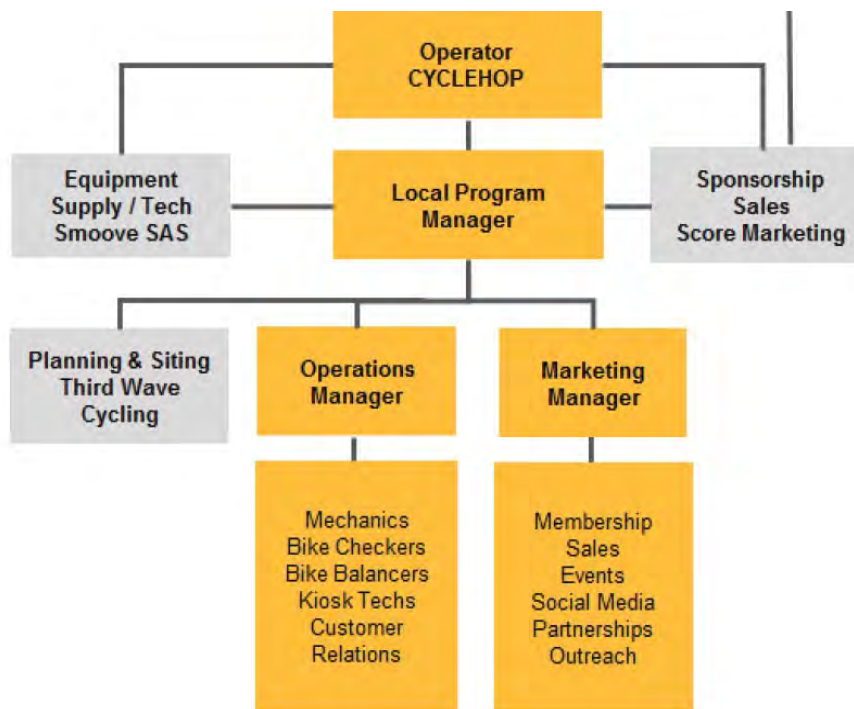 Operator
CYCLEHOP
Equipment
Supply / Tech
Smoove SAS
Local Program
Manager
Sponsorship
Sales
Score Marketing
Planning & Siting
Third Wave
Cycling
Operations
Manager
Marketing
Manager
Mechanics
Bike Checkers
Bike Balancers
Kiosk Techs
Customer
Relations
Membership
Sales
Events
Social Media
Partnerships
Outreach